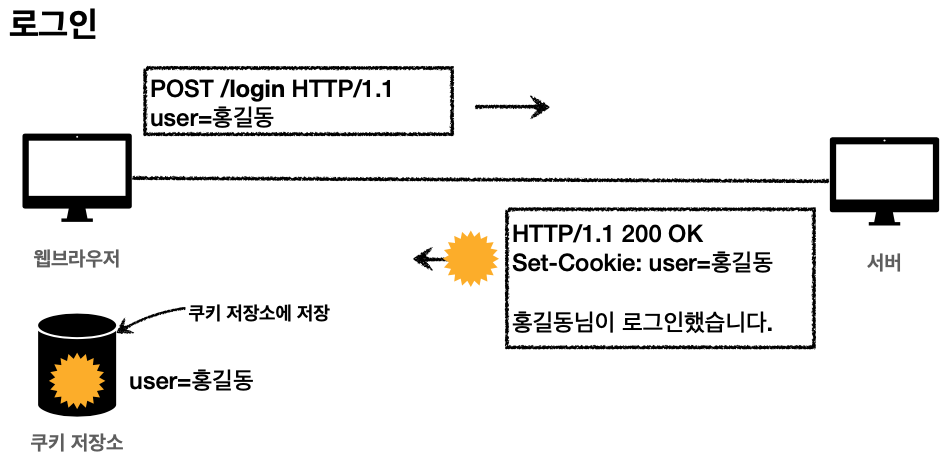 로그인
POST /login HTTP/1.1
user=홍길동
웹브라우저
서버
HTTP/1.1 200 OK
Set-Cookie: user=홍길동
홍길동님이 로그인했습니다.
쿠키 저장소에 저장
user=홍길동
쿠키 저장소